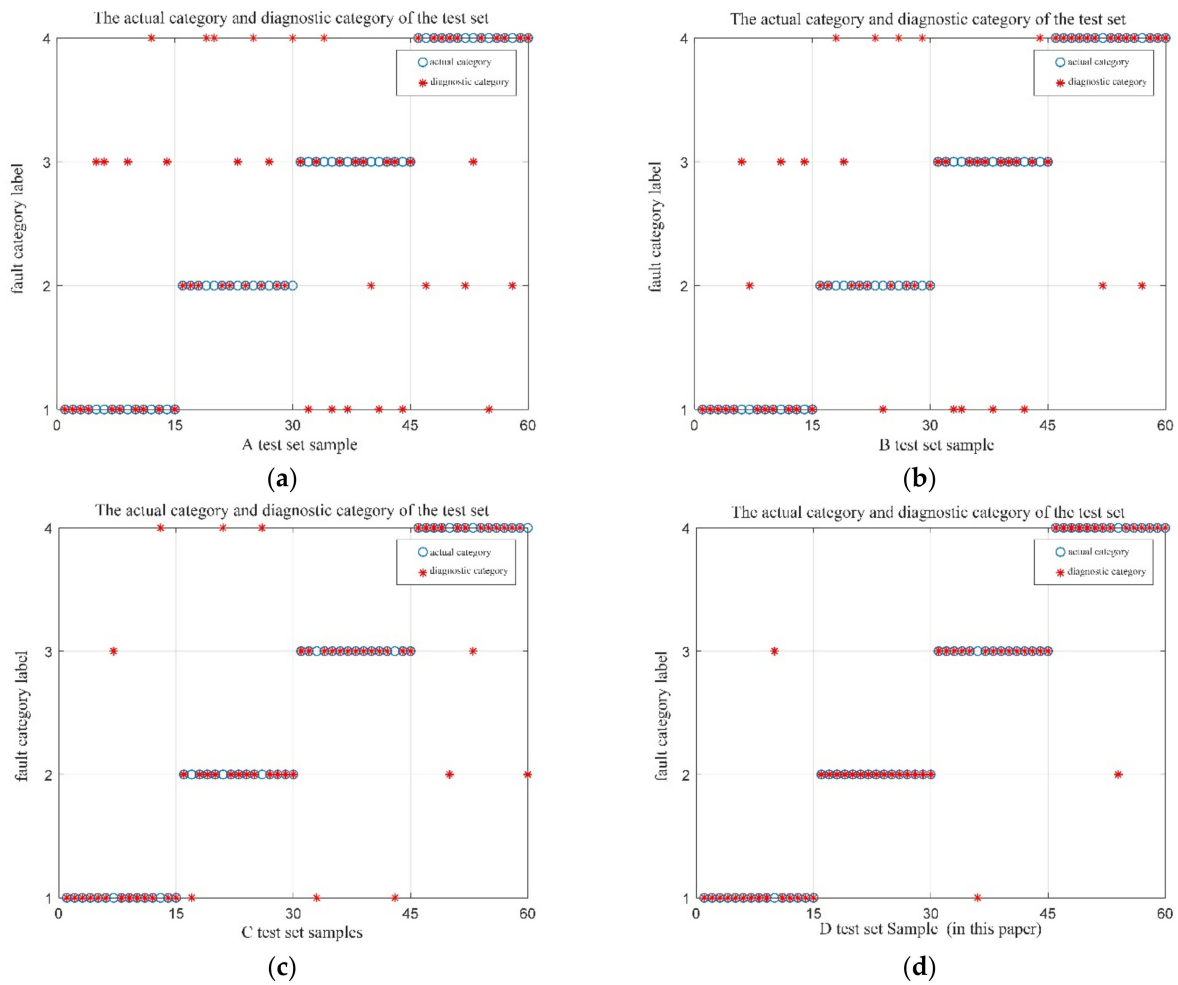 The actual category and diagnostic category of the test set
4
3
2
1
0
15
30
45
60
fault category label
actual category
diagnostic category
A test set sample
(a)
The actual category and diagnostic category of the test set
4
3
2
1
0
15
30
45
60
fault category label
actual category
diagnostic category
B test set sample
(b)
The actual category and diagnostic category of the test set
4
3
2
1
0
15
30
45
60
fault category label
actual category
diagnostic category
C test set samples
(c)
The actual category and diagnostic category of the test set
4
3
2
1
0
15
30
45
60
fault category label
actual category
diagnostic category
D test set Sample (in this paper)
(d)